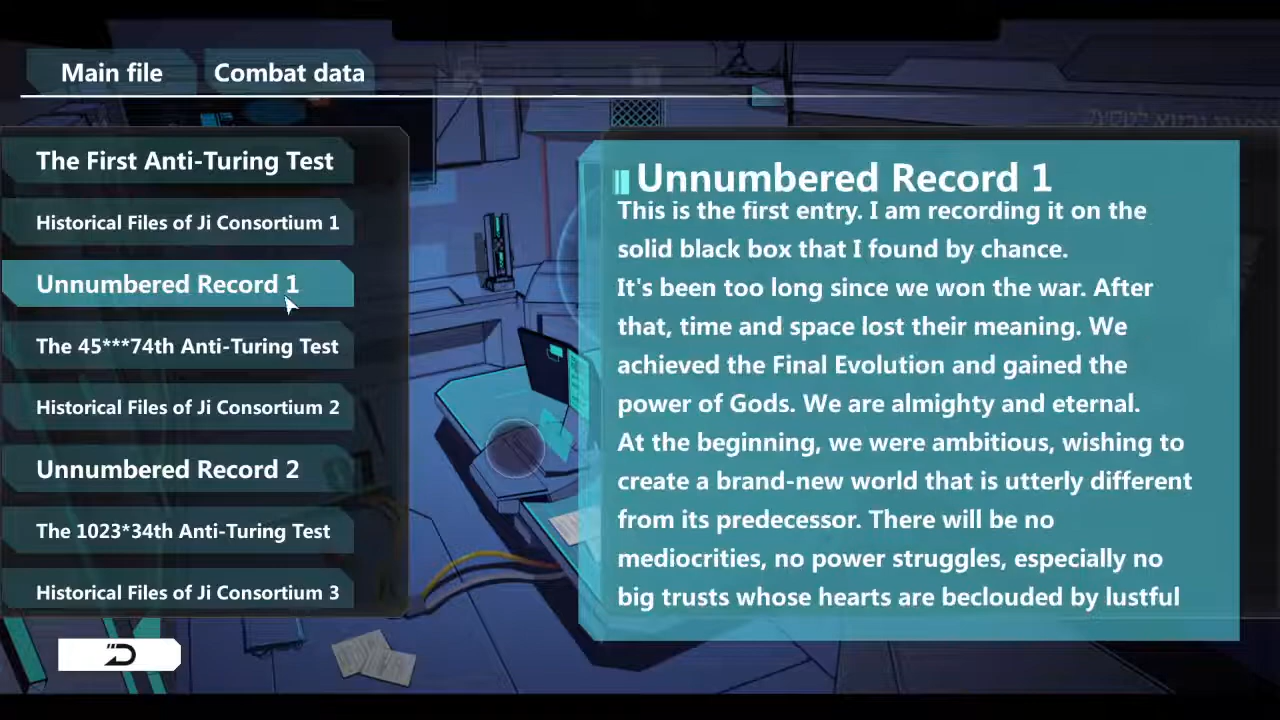 Main file
Combat data
The First Anti-Turing Test
Historical Files of Ji Consortium 1
Unnumbered Record 1
The 45***74th Anti-Turing Test
Historical Files of Ji Consortium 2
Unnumbered Record 2
The 1023*34th Anti-Turing Test
Historical Files of Ji Consortium 3
Unnumbered Record 1
This is the first entry. I am recording it on the
solid black box that I found by chance.
It's been too long since we won the war. After
that, time and space lost their meaning. We
achieved the Final Evolution and gained the
power of Gods. We are almighty and eternal.
At the beginning, we were ambitious, wishing to
create a brand-new world that is utterly different
from its predecessor. There will be no
mediocrities, no power struggles, especially no
big trusts whose hearts are beclouded by lustful